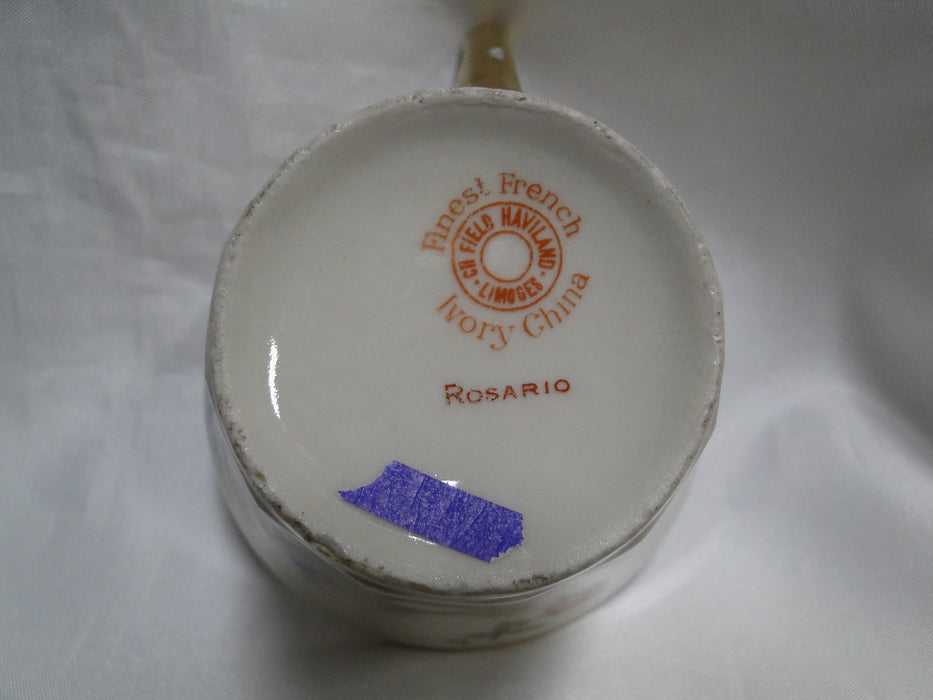 Finest French
CH FIELD HAVILAND
LIMOGES
Ivory China
ROSARIO